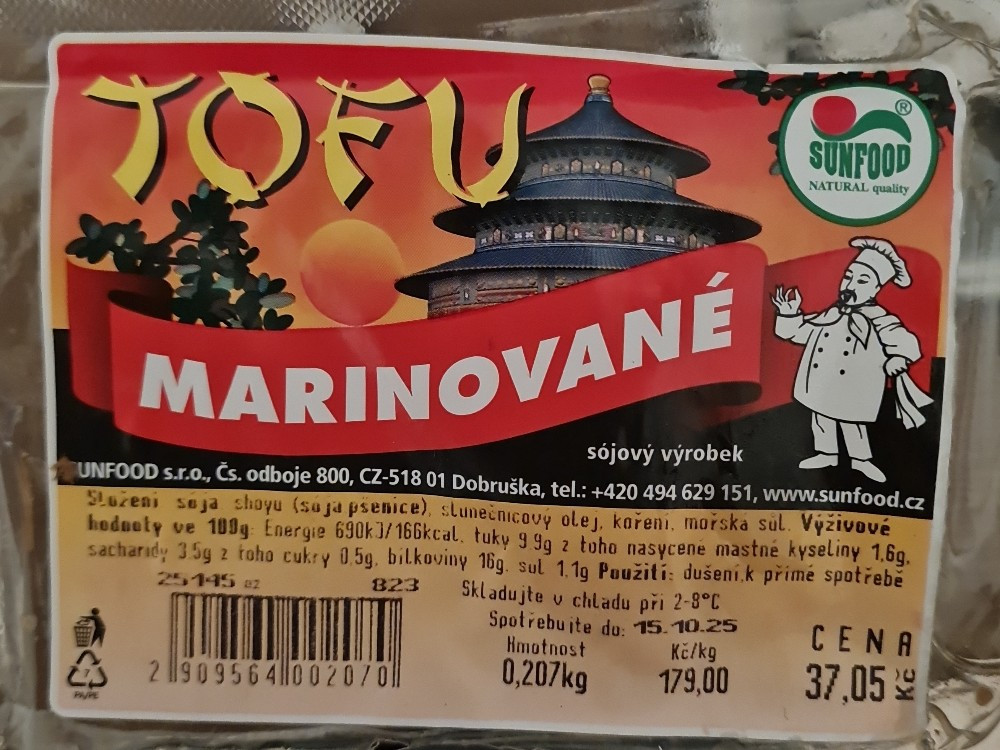 TOFU
®
SUNFOOD
NATURAL quality
MARINOVANÉ
sójový výrobek
SUNFOOD s.r.o., Čs. odboje 800, CZ-518 01 Dobruška, tel.: +420 494 629 151, www.sunfood.cz
Složení sója shoyu (sója pšenice), slunečnicový olej, koření, mořská sůl. Výživové
hodnoty ve 100g: Energie 690kJ/166kcal, tuky 9.9g z toho nasycené mastné kyseliny 1,6g,
sacharidy 3.5g z toho cukry 0.5g, bílkoviny 16g, sůl 1.1g Použití: dušení,k přímé spotřebě
25145 823
Skladujte v chladu při 2-8°C
Spotřebujte do: 15.10.25
Hmotnost Kč/kg CENA
0,207kg 179,00 37,05 Kč
2 909564 002070
7
PA/PE